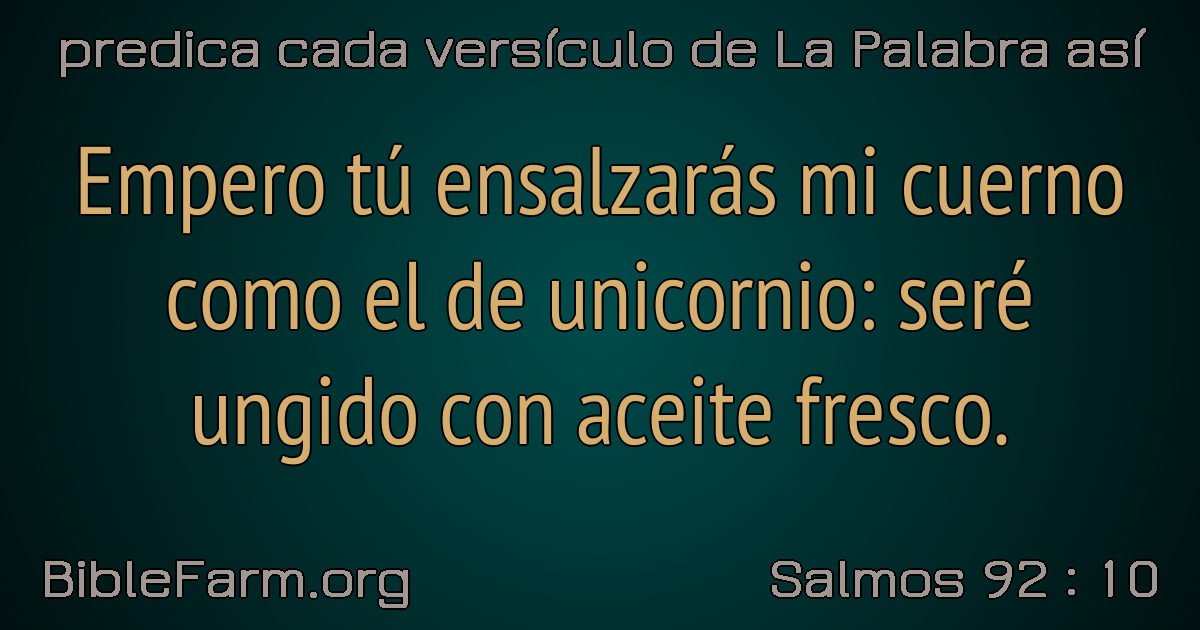 predica cada versículo de La Palabra así
Empero tú ensalzarás mi cuerno
como el de unicornio: seré
ungido con aceite fresco.
BibleFarm.org
Salmos 92 : 10